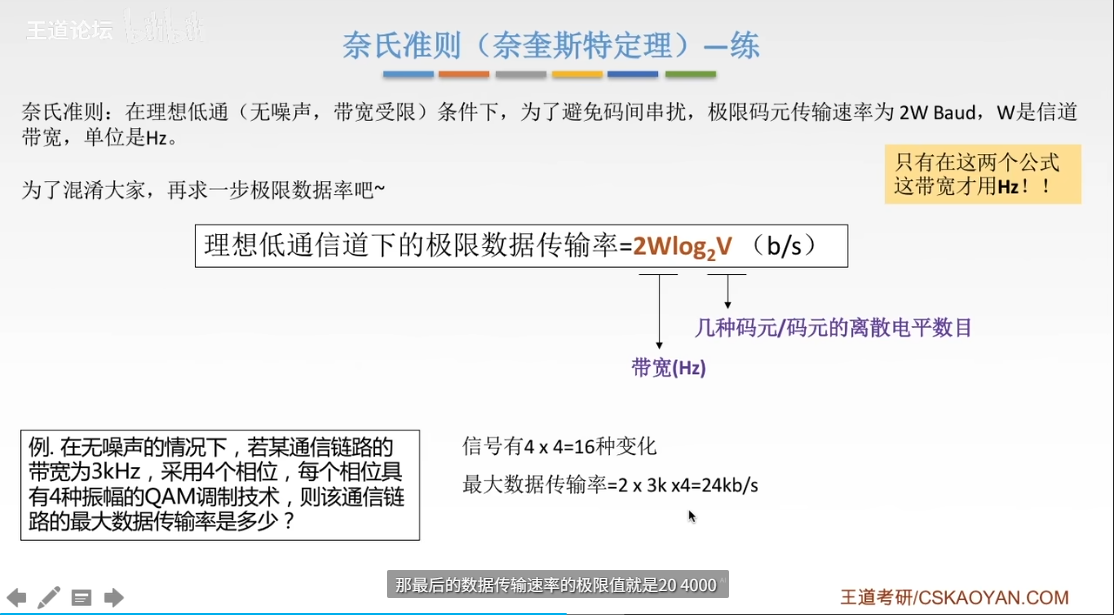 王道论坛 bilibili
奈氏准则（奈奎斯特定理）—练
奈氏准则：在理想低通（无噪声，带宽受限）条件下，为了避免码间串扰，极限码元传输速率为 2W Baud，W是信道
带宽，单位是Hz。
只有在这两个公式
这带宽才用Hz！！
为了混淆大家，再求一步极限数据率吧~
理想低通信道下的极限数据传输率=2Wlog₂V （b/s）
几种码元/码元的离散电平数目
带宽(Hz)
例. 在无噪声的情况下，若某通信链路的
带宽为3kHz，采用4个相位，每个相位具
有4种振幅的QAM调制技术，则该通信链
路的最大数据传输率是多少？
信号有4 x 4=16种变化
最大数据传输率=2 x 3k x4=24kb/s
那最后的数据传输速率的极限值就是20 4000
王道考研/CSKAOYAN.COM